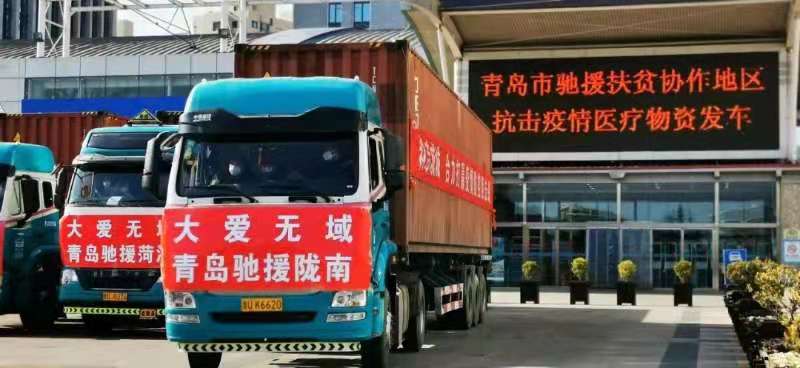 青岛市驰援扶贫协作地区
抗击疫情医疗物资发车
大爱无域
青岛驰援陇南
大爱无
青岛驰援菏
UK6620